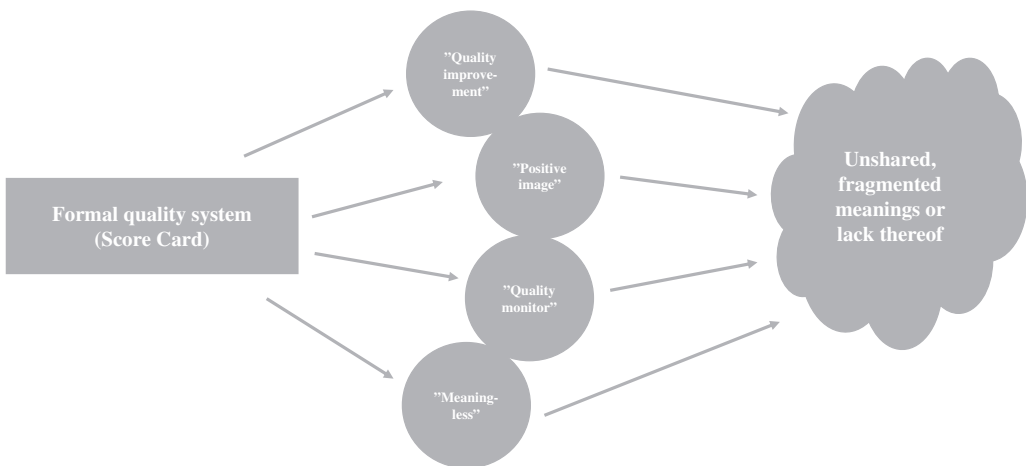 ”Quality
improve-
ment”
”Positive
image”
Formal quality system
(Score Card)
Unshared,
fragmented
meanings or
lack thereof
”Quality
monitor”
”Meaning-
less”